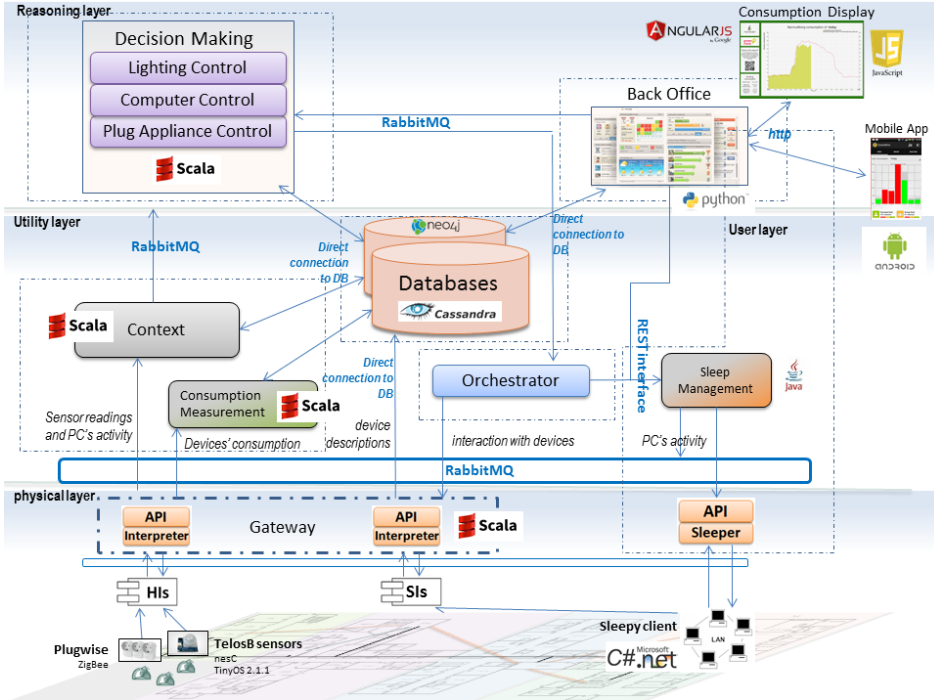 Reasoning layer
Decision Making
Lighting Control
Computer Control
Plug Appliance Control
Scala
ANGULARJS
by Google
Consumption Display
JS
JavaScript
Back Office
RabbitMQ
http
Mobile App
python
ANDROID
Utility layer
User layer
RabbitMQ
neo4j
Direct
connection
to DB
Direct
connection to
DB
Databases
Cassandra
Scala
Context
Consumption
Measurement
Scala
Direct
connection to
DB
Orchestrator
REST interface
Sleep
Management
Java
Sensor readings
and PC's activity
Devices' consumption
device
descriptions
interaction with devices
PC's activity
RabbitMQ
physical layer
API
Interpreter
Gateway
API
Interpreter
Scala
API
Sleeper
HIs
SIs
Plugwise
ZigBee
TelosB sensors
nesC
TinyOS 2.1.1
Sleepy client
Microsoft
C#.net
LAN